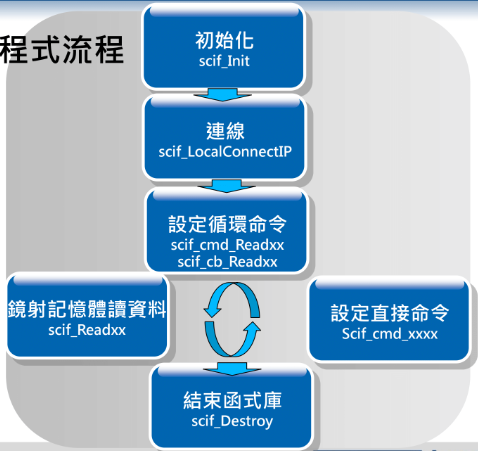 程式流程
初始化
scif_Init
連線
scif_LocalConnectIP
設定循環命令
scif_cmd_Readxx
scif_cb_Readxx
鏡射記憶體讀資料
scif_Readxx
設定直接命令
Scif_cmd_xxxx
結束函式庫
scif_Destroy